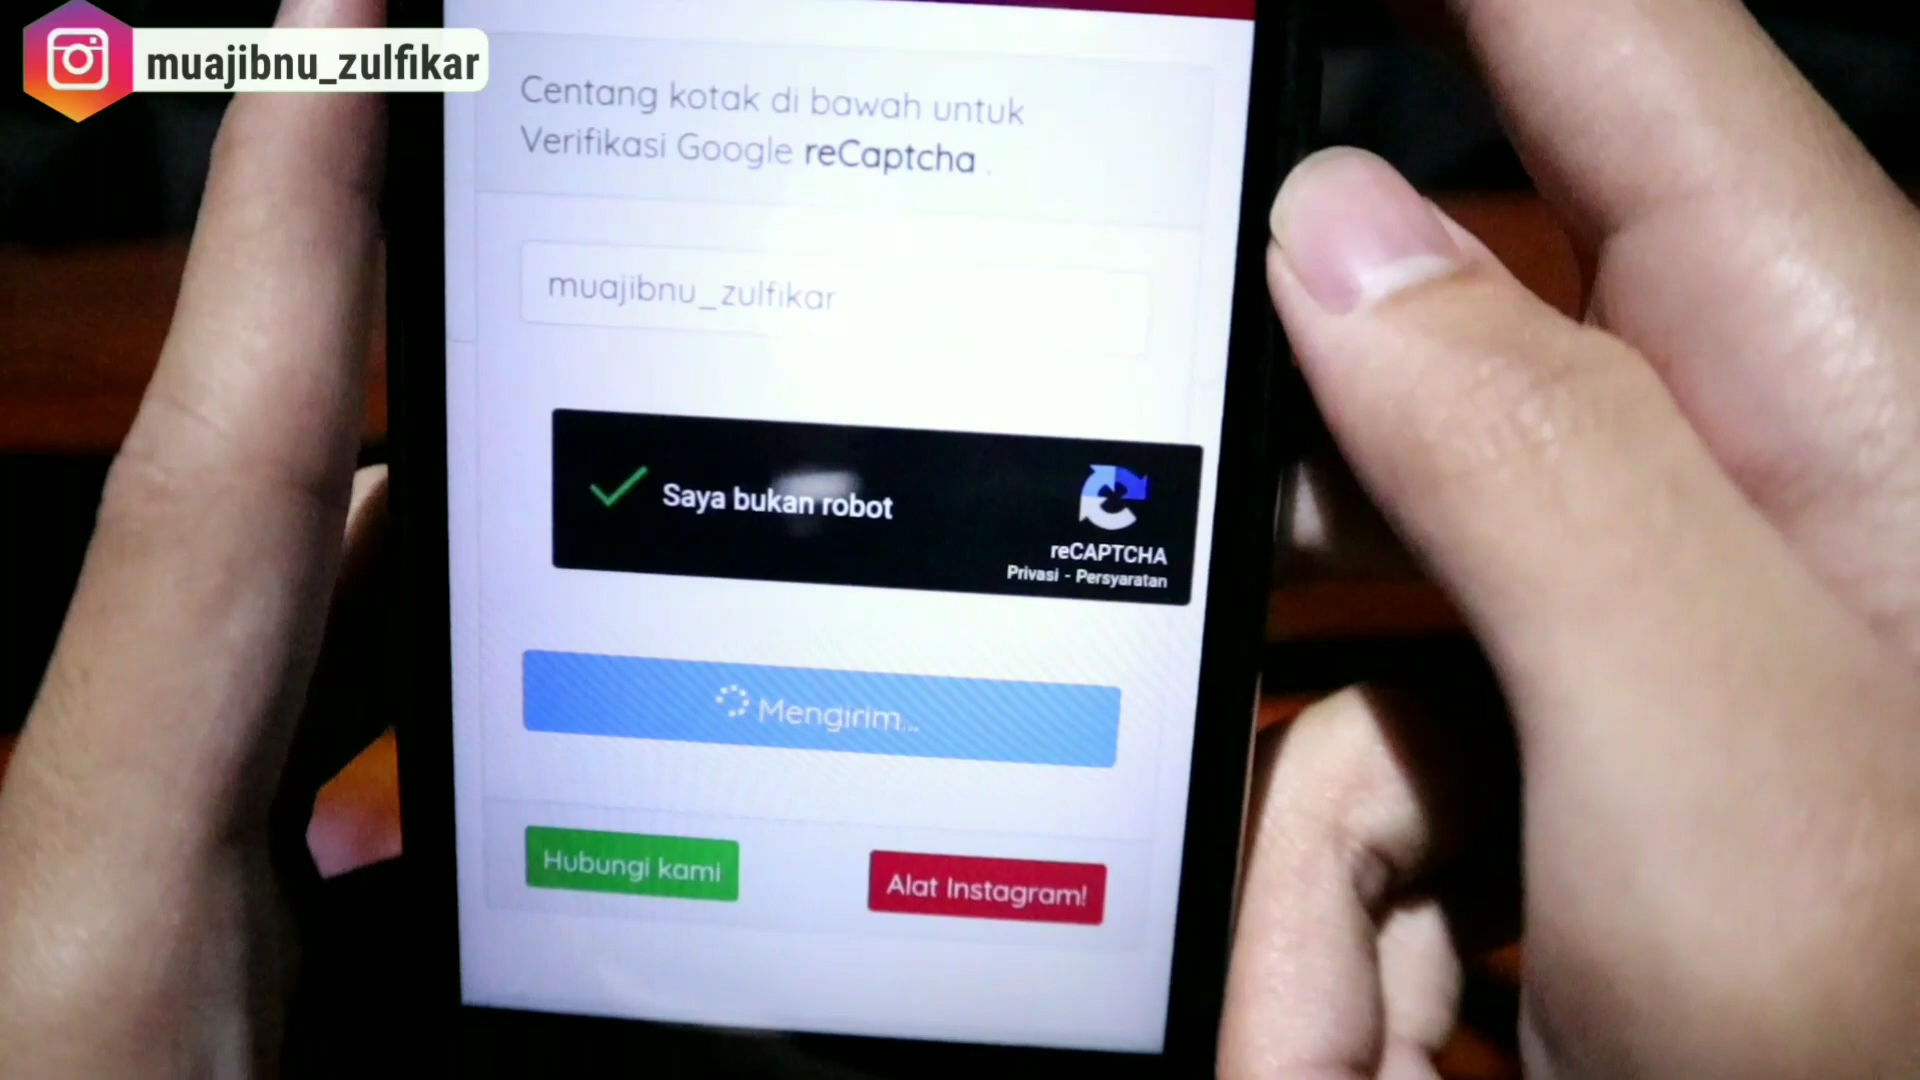 muajibnu_zulfikar
Centang kotak di bawah untuk
Verifikasi Google reCaptcha .
muajibnu_zulfikar
Saya bukan robot
reCAPTCHA
Privasi - Persyaratan
Mengirim...
Hubungi kami
Alat Instagram!